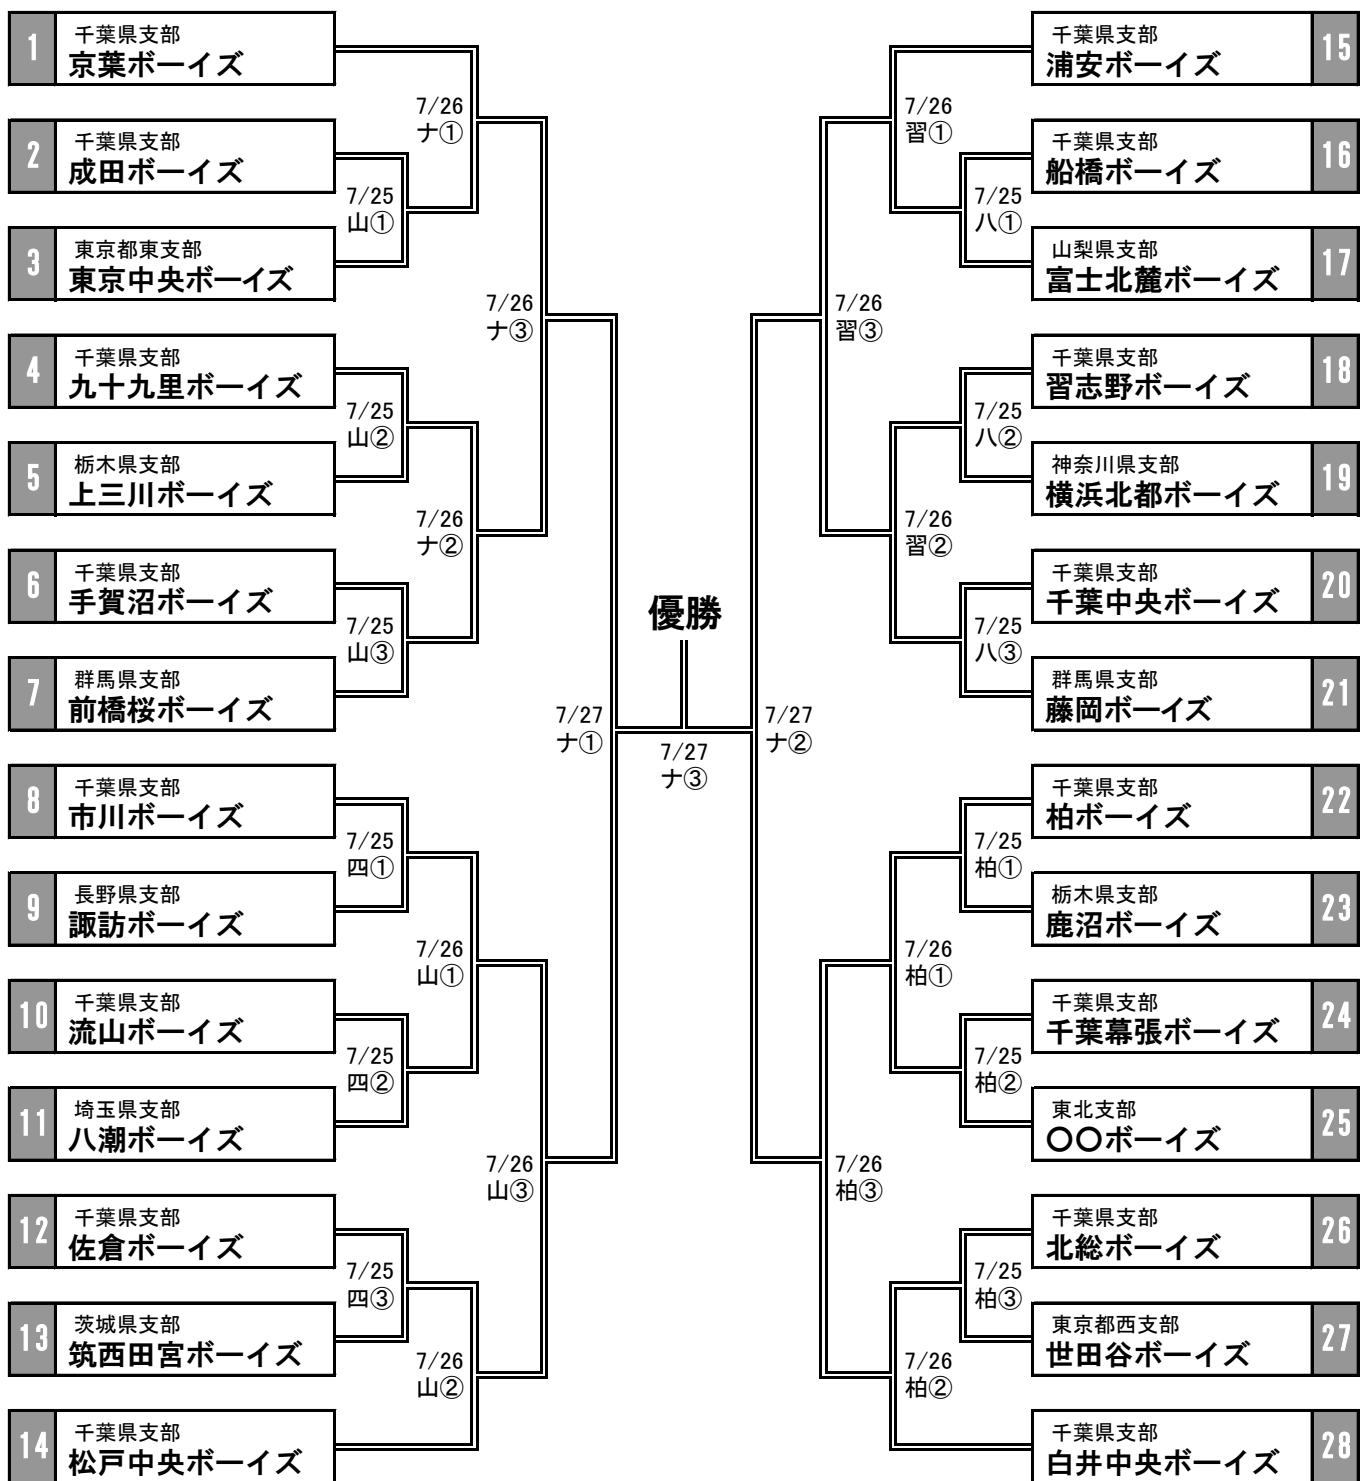 1
千葉県支部
京葉ボーイズ
2
千葉県支部
成田ボーイズ
3
東京都東支部
東京中央ボーイズ
4
千葉県支部
九十九里ボーイズ
5
栃木県支部
上三川ボーイズ
6
千葉県支部
手賀沼ボーイズ
7
群馬県支部
前橋桜ボーイズ
8
千葉県支部
市川ボーイズ
9
長野県支部
諏訪ボーイズ
10
千葉県支部
流山ボーイズ
11
埼玉県支部
八潮ボーイズ
12
千葉県支部
佐倉ボーイズ
13
茨城県支部
筑西田宮ボーイズ
14
千葉県支部
松戸中央ボーイズ
7/25
山①
7/25
山②
7/25
山③
7/25
四①
7/25
四②
7/25
四③
7/26
ナ①
7/26
ナ②
7/26
山①
7/26
山②
7/26
ナ③
7/26
山③
7/27
ナ①
優勝
7/27
ナ③
7/27
ナ②
7/26
習③
7/26
柏③
7/26
習①
7/26
習②
7/26
柏①
7/26
柏②
7/25
八①
7/25
八②
7/25
八③
7/25
柏①
7/25
柏②
7/25
柏③
千葉県支部
浦安ボーイズ
15
千葉県支部
船橋ボーイズ
16
山梨県支部
富士北麓ボーイズ
17
千葉県支部
習志野ボーイズ
18
神奈川県支部
横浜北都ボーイズ
19
千葉県支部
千葉中央ボーイズ
20
群馬県支部
藤岡ボーイズ
21
千葉県支部
柏ボーイズ
22
栃木県支部
鹿沼ボーイズ
23
千葉県支部
千葉幕張ボーイズ
24
東北支部
〇〇ボーイズ
25
千葉県支部
北総ボーイズ
26
東京都西支部
世田谷ボーイズ
27
千葉県支部
白井中央ボーイズ
28